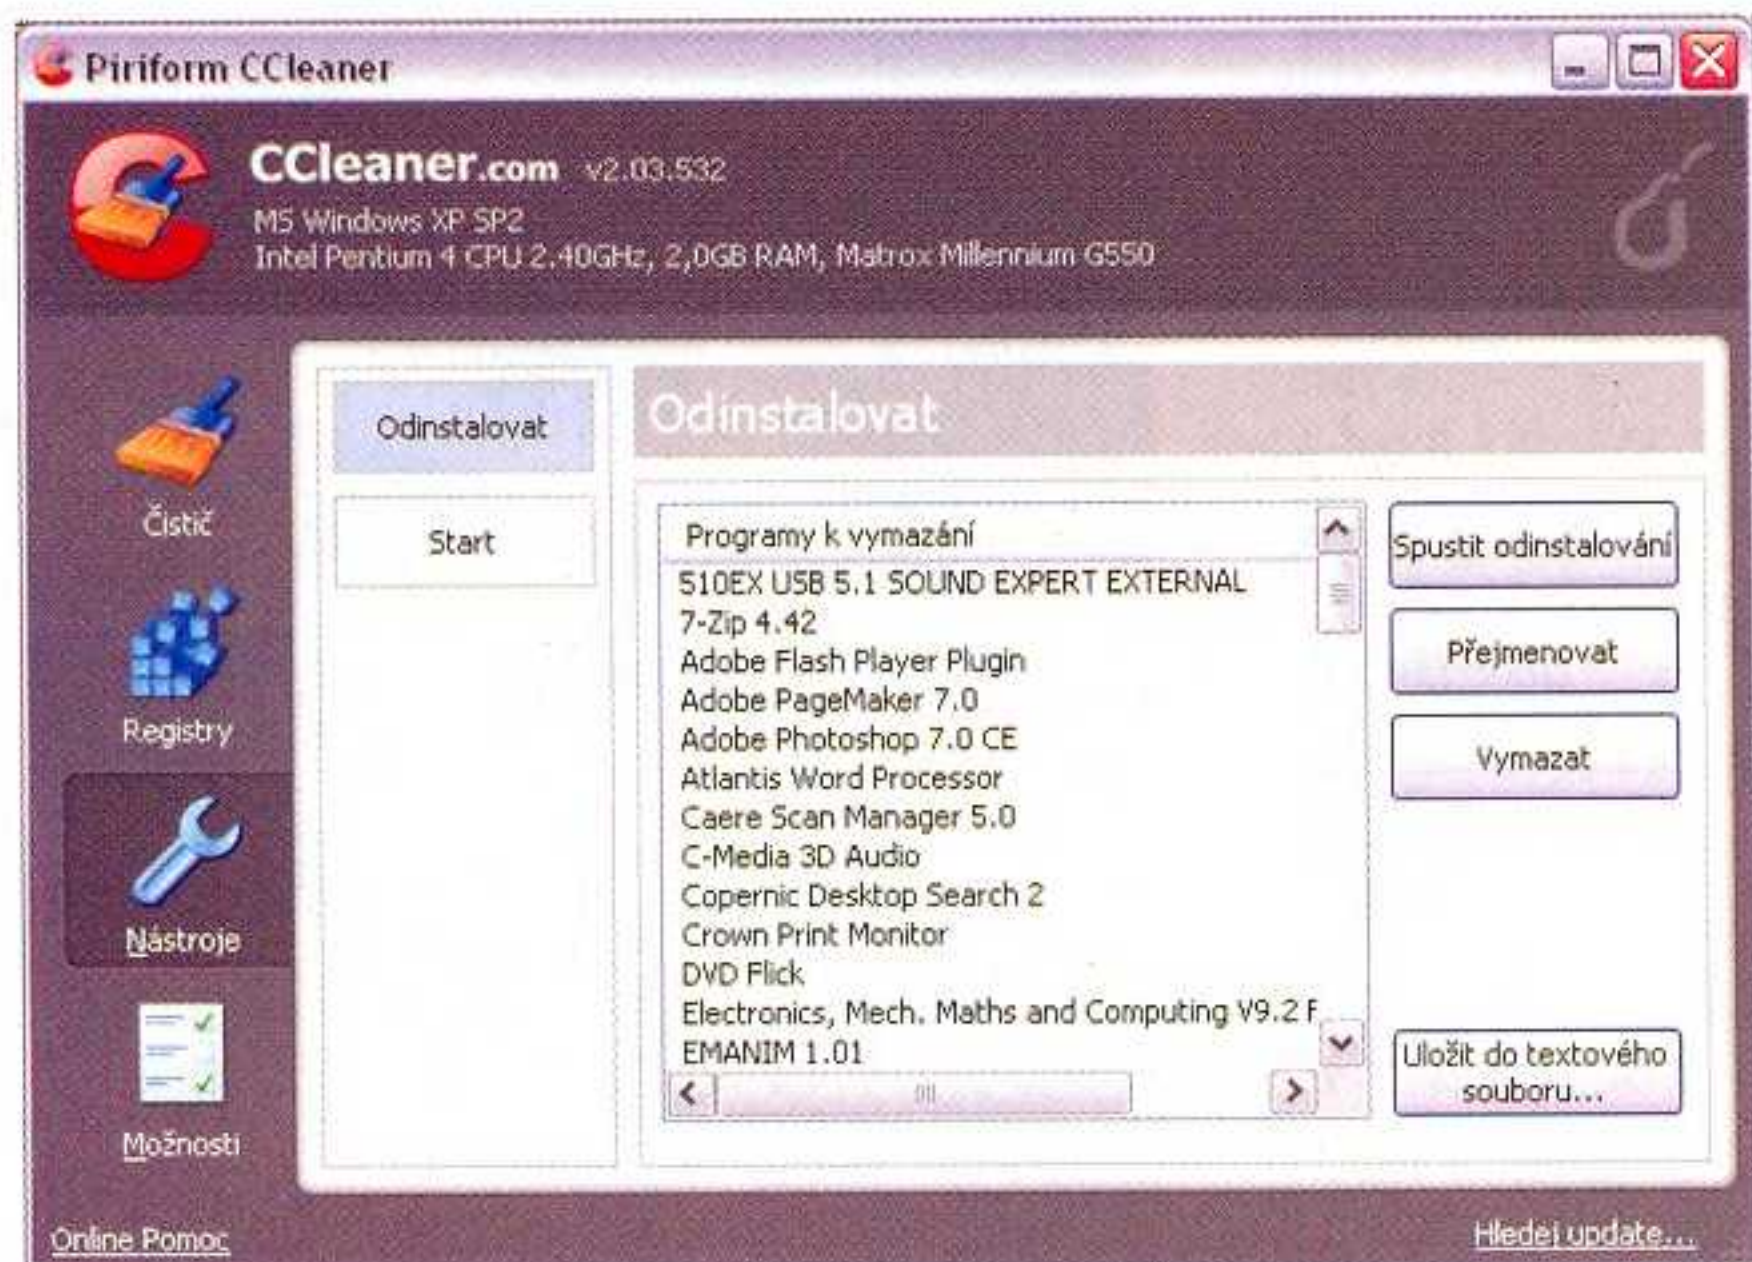 Piriform CCleaner
CCleaner.com v2.03.532
MS Windows XP SP2
Intel Pentium 4 CPU 2.40GHz, 2,0GB RAM, Matrox Millennium G550
Čistič
Registry
Nástroje
Možnosti
Odinstalovat
Start
Odinstalovat
Programy k vymazání
510EX USB 5.1 SOUND EXPERT EXTERNAL
7-Zip 4.42
Adobe Flash Player Plugin
Adobe PageMaker 7.0
Adobe Photoshop 7.0 CE
Atlantis Word Processor
Caere Scan Manager 5.0
C-Media 3D Audio
Copernic Desktop Search 2
Crown Print Monitor
DVD Flick
Electronics, Mech. Maths and Computing V9.2 F
EMANIM 1.01
Spustit odinstalování
Přejmenovat
Vymazat
Uložit do textového
souboru...
Online Pomoc
Hledej update...